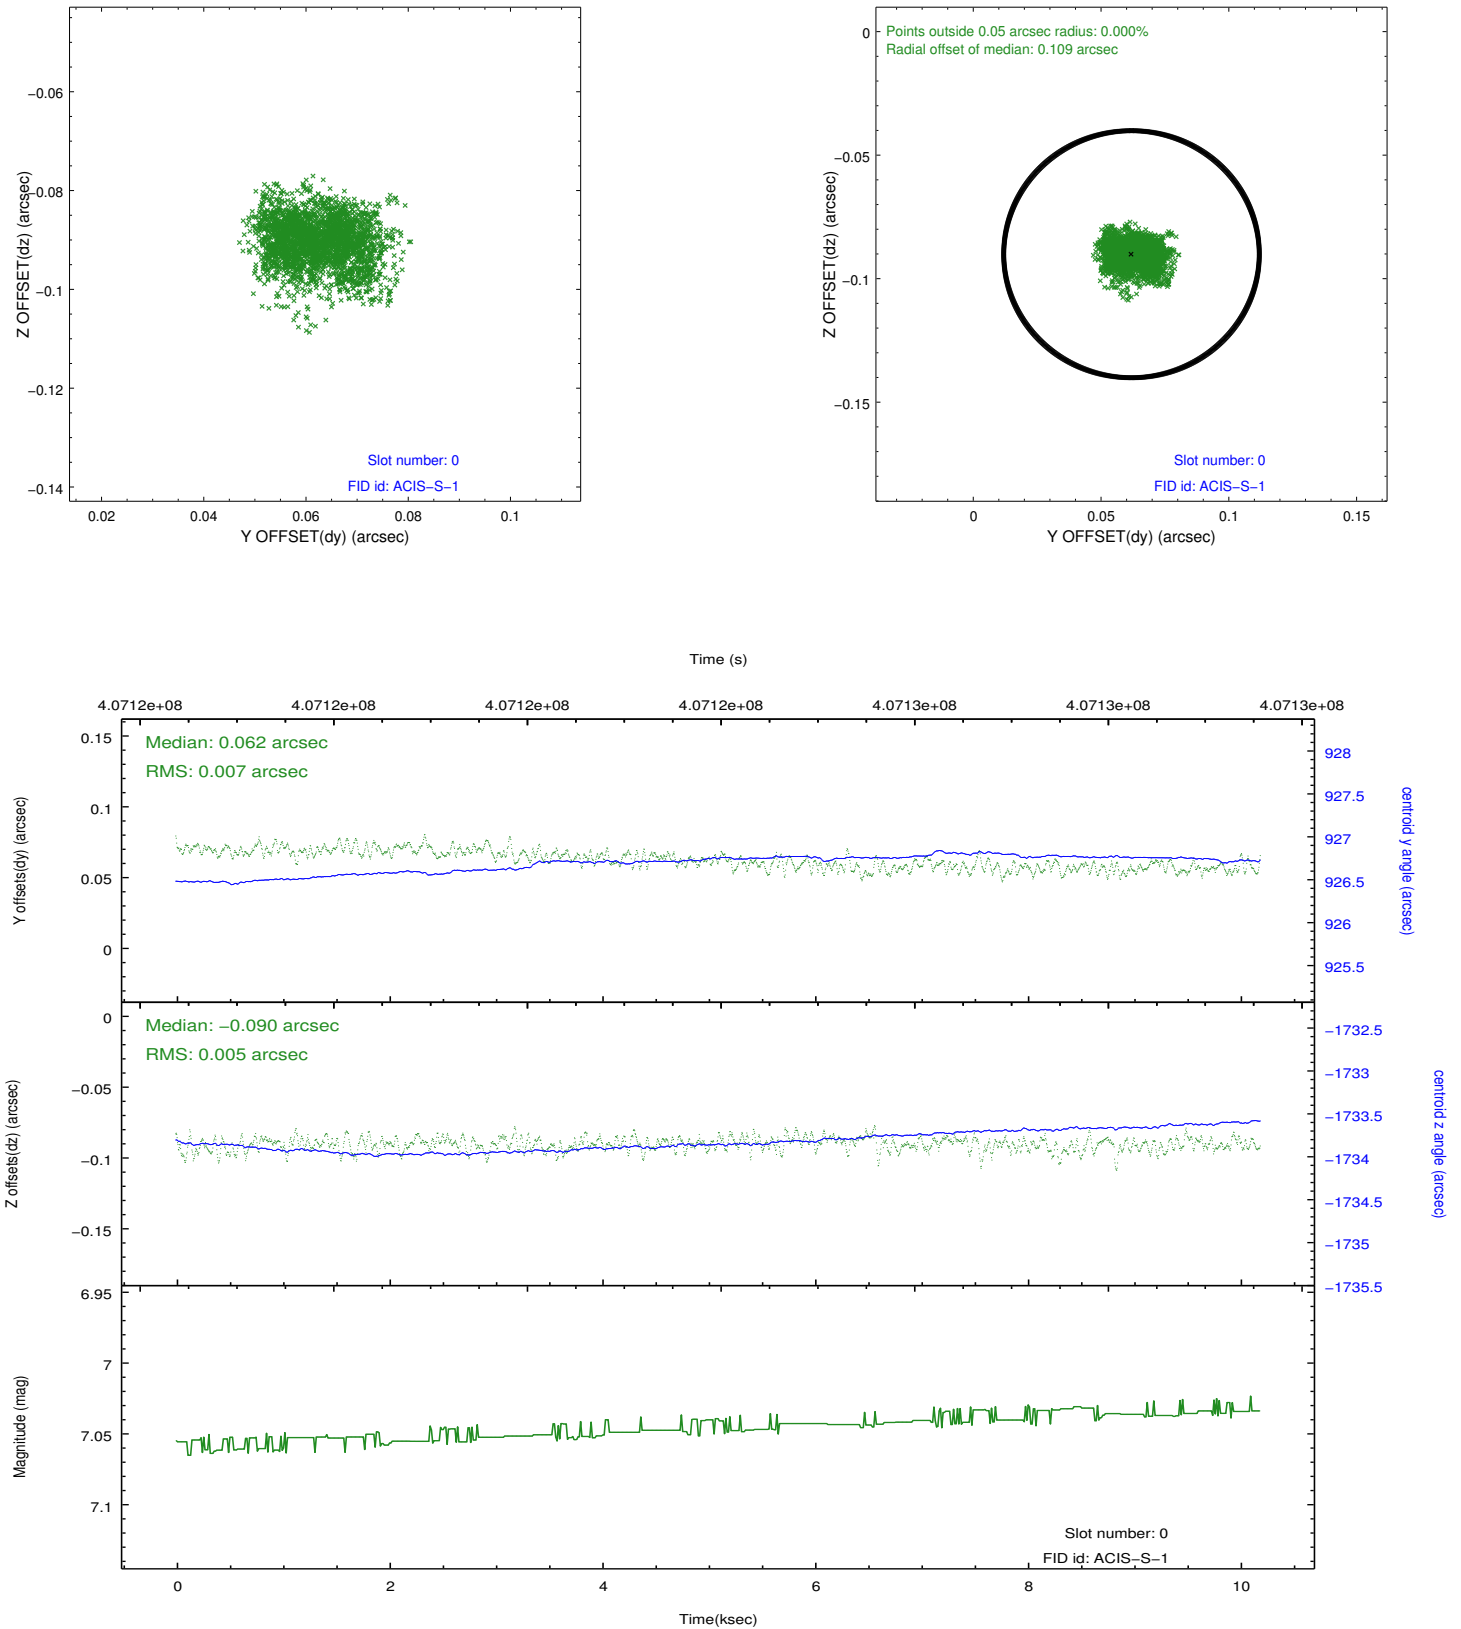 −0.06
−0.08
−0.1
−0.12
−0.14
Z OFFSET(dz) (arcsec)
Slot number: 0
FID id: ACIS−S−1
0.02 0.04 0.06 0.08 0.1
Y OFFSET(dy) (arcsec)
Points outside 0.05 arcsec radius: 0.000%
Radial offset of median: 0.109 arcsec
0
−0.05
−0.1
−0.15
Z OFFSET(dz) (arcsec)
Slot number: 0
FID id: ACIS−S−1
0 0.05 0.1 0.15
Y OFFSET(dy) (arcsec)
Time (s)
4.0712e+08 4.0712e+08 4.0712e+08 4.0712e+08 4.0713e+08 4.0713e+08 4.0713e+08
Median: 0.062 arcsec
RMS: 0.007 arcsec
0.15
0.1
0.05
0
Y offsets(dy) (arcsec)
928
927.5
927
926.5
926
925.5
centroid y angle (arcsec)
Median: −0.090 arcsec
RMS: 0.005 arcsec
0
−0.05
−0.1
−0.15
Z offsets(dz) (arcsec)
−1732.5
−1733
−1733.5
−1734
−1734.5
−1735
−1735.5
centroid z angle (arcsec)
6.95
7
7.05
7.1
Magnitude (mag)
Slot number: 0
FID id: ACIS−S−1
0 2 4 6 8 10
Time(ksec)